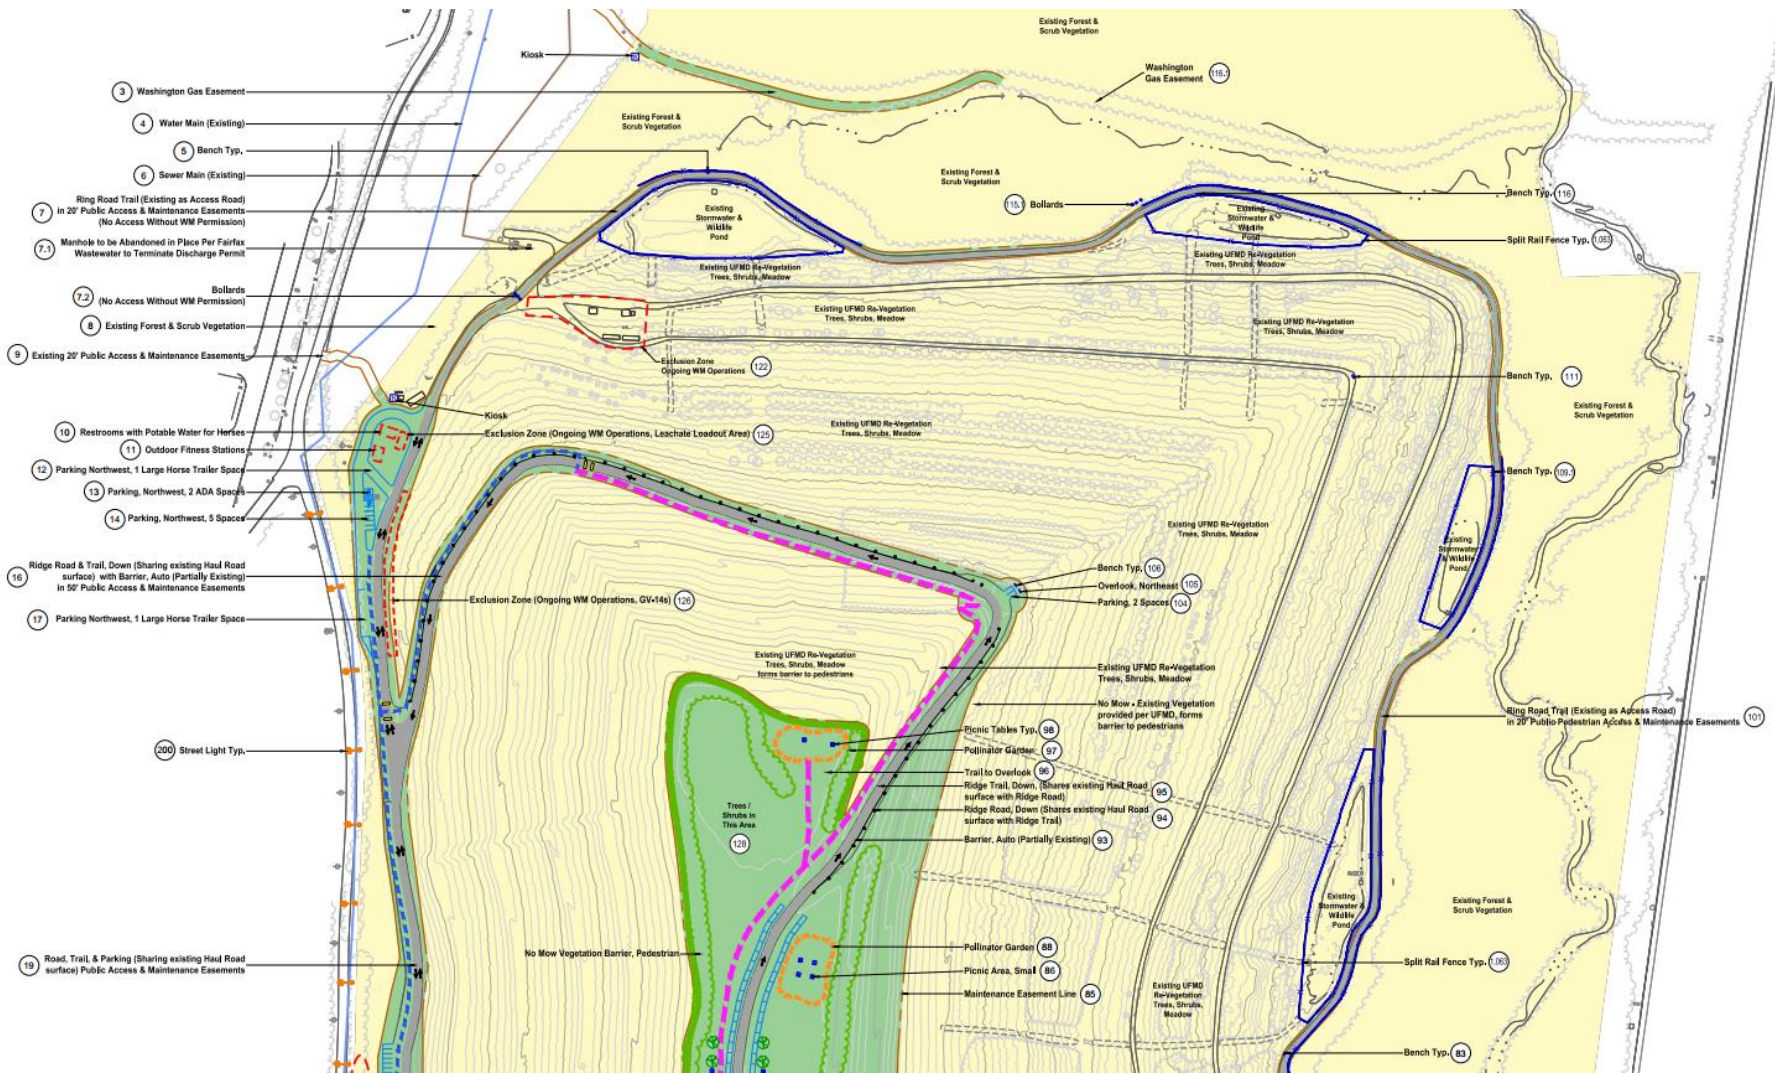 Existing Forest &
Scrub Vegetation
Kiosk
Washington
Gas Easement
116.1
3
Washington Gas Easement
4
Water Main (Existing)
Existing Forest &
Scrub Vegetation
5
Bench Typ.
6
Sewer Main (Existing)
Existing Forest &
Scrub Vegetation
7
Ring Road Trail (Existing as Access Road)
in 20' Public Access & Maintenance Easements
(No Access Without WM Permission)
Existing
Stormwater &
Wildlife
Pond
115.1
Bollards
Existing
Stormwater &
Wildlife
Pond
Bench Typ.
116
7.1
Manhole to be Abandoned in Place Per Fairfax
Wastewater to Terminate Discharge Permit
Split Rail Fence Typ.
1,063
Existing UFMD Re-Vegetation
Trees, Shrubs, Meadow
Existing UFMD Re-Vegetation
Trees, Shrubs, Meadow
7.2
Bollards
(No Access Without WM Permission)
Existing UFMD Re-Vegetation
Trees, Shrubs, Meadow
Existing UFMD Re-Vegetation
Trees, Shrubs, Meadow
8
Existing Forest & Scrub Vegetation
9
Existing 20' Public Access & Maintenance Easements
Exclusion Zone
Ongoing WM Operations
122
Bench Typ.
111
Existing Forest &
Scrub Vegetation
Kiosk
10
Restrooms with Potable Water for Horses
Exclusion Zone (Ongoing WM Operations, Leachate Loadout Area)
125
Existing UFMD Re-Vegetation
Trees, Shrubs, Meadow
11
Outdoor Fitness Stations
12
Parking Northwest, 1 Large Horse Trailer Space
Bench Typ.
109.1
13
Parking, Northwest, 2 ADA Spaces
14
Parking, Northwest, 5 Spaces
Existing UFMD Re-Vegetation
Trees, Shrubs, Meadow
Existing
Stormwater
& Wildlife
Pond
16
Ridge Road & Trail, Down (Sharing existing Haul Road
surface) with Barrier, Auto (Partially Existing)
in 50' Public Access & Maintenance Easements
Bench Typ.
106
Overlook, Northeast
105
Parking, 2 Spaces
104
Exclusion Zone (Ongoing WM Operations, GV-14s)
126
17
Parking Northwest, 1 Large Horse Trailer Space
Existing UFMD Re-Vegetation
Trees, Shrubs, Meadow
forms barrier to pedestrians
Existing UFMD Re-Vegetation
Trees, Shrubs, Meadow
No Mow - Existing Vegetation
provided per UFMD, forms
barrier to pedestrians
Ring Road Trail (Existing as Access Road)
in 20' Public Pedestrian Access & Maintenance Easements
101
Picnic Tables Typ.
98
200
Street Light Typ.
Pollinator Garden
97
Trail to Overlook
96
Ridge Trail, Down, (Shares existing Haul Road
surface with Ridge Road)
95
Trees /
Shrubs in
This Area
128
Ridge Road, Down (Shares existing Haul Road
surface with Ridge Trail)
94
Barrier, Auto (Partially Existing)
93
Existing
Stormwater &
Wildlife
Pond
Existing Forest &
Scrub Vegetation
No Mow Vegetation Barrier, Pedestrian
Pollinator Garden
88
19
Road, Trail, & Parking (Sharing existing Haul Road
surface) Public Access & Maintenance Easements
Picnic Area, Small
86
Split Rail Fence Typ.
1,063
Maintenance Easement Line
85
Existing UFMD
Re-Vegetation
Trees, Shrubs,
Meadow
Bench Typ.
83